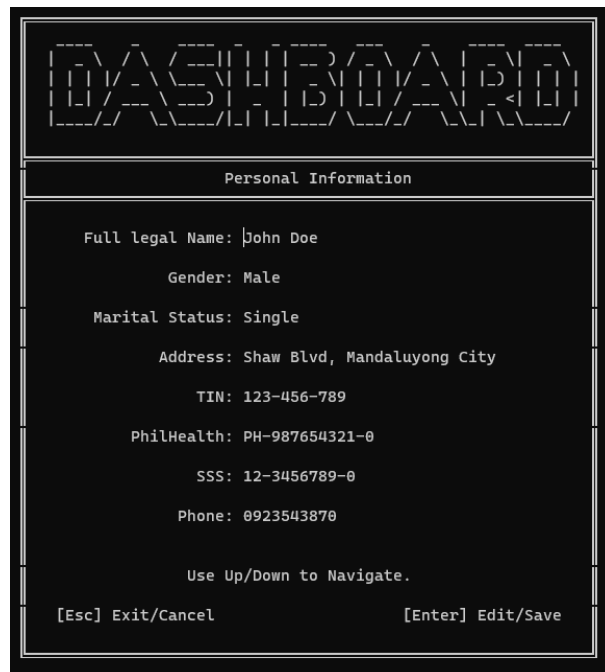 DASHBOARD
Personal Information
Full legal Name: John Doe
Gender: Male
Marital Status: Single
Address: Shaw Blvd, Mandaluyong City
TIN: 123-456-789
PhilHealth: PH-987654321-0
SSS: 12-3456789-0
Phone: 0923543870
Use Up/Down to Navigate.
[Esc] Exit/Cancel [Enter] Edit/Save